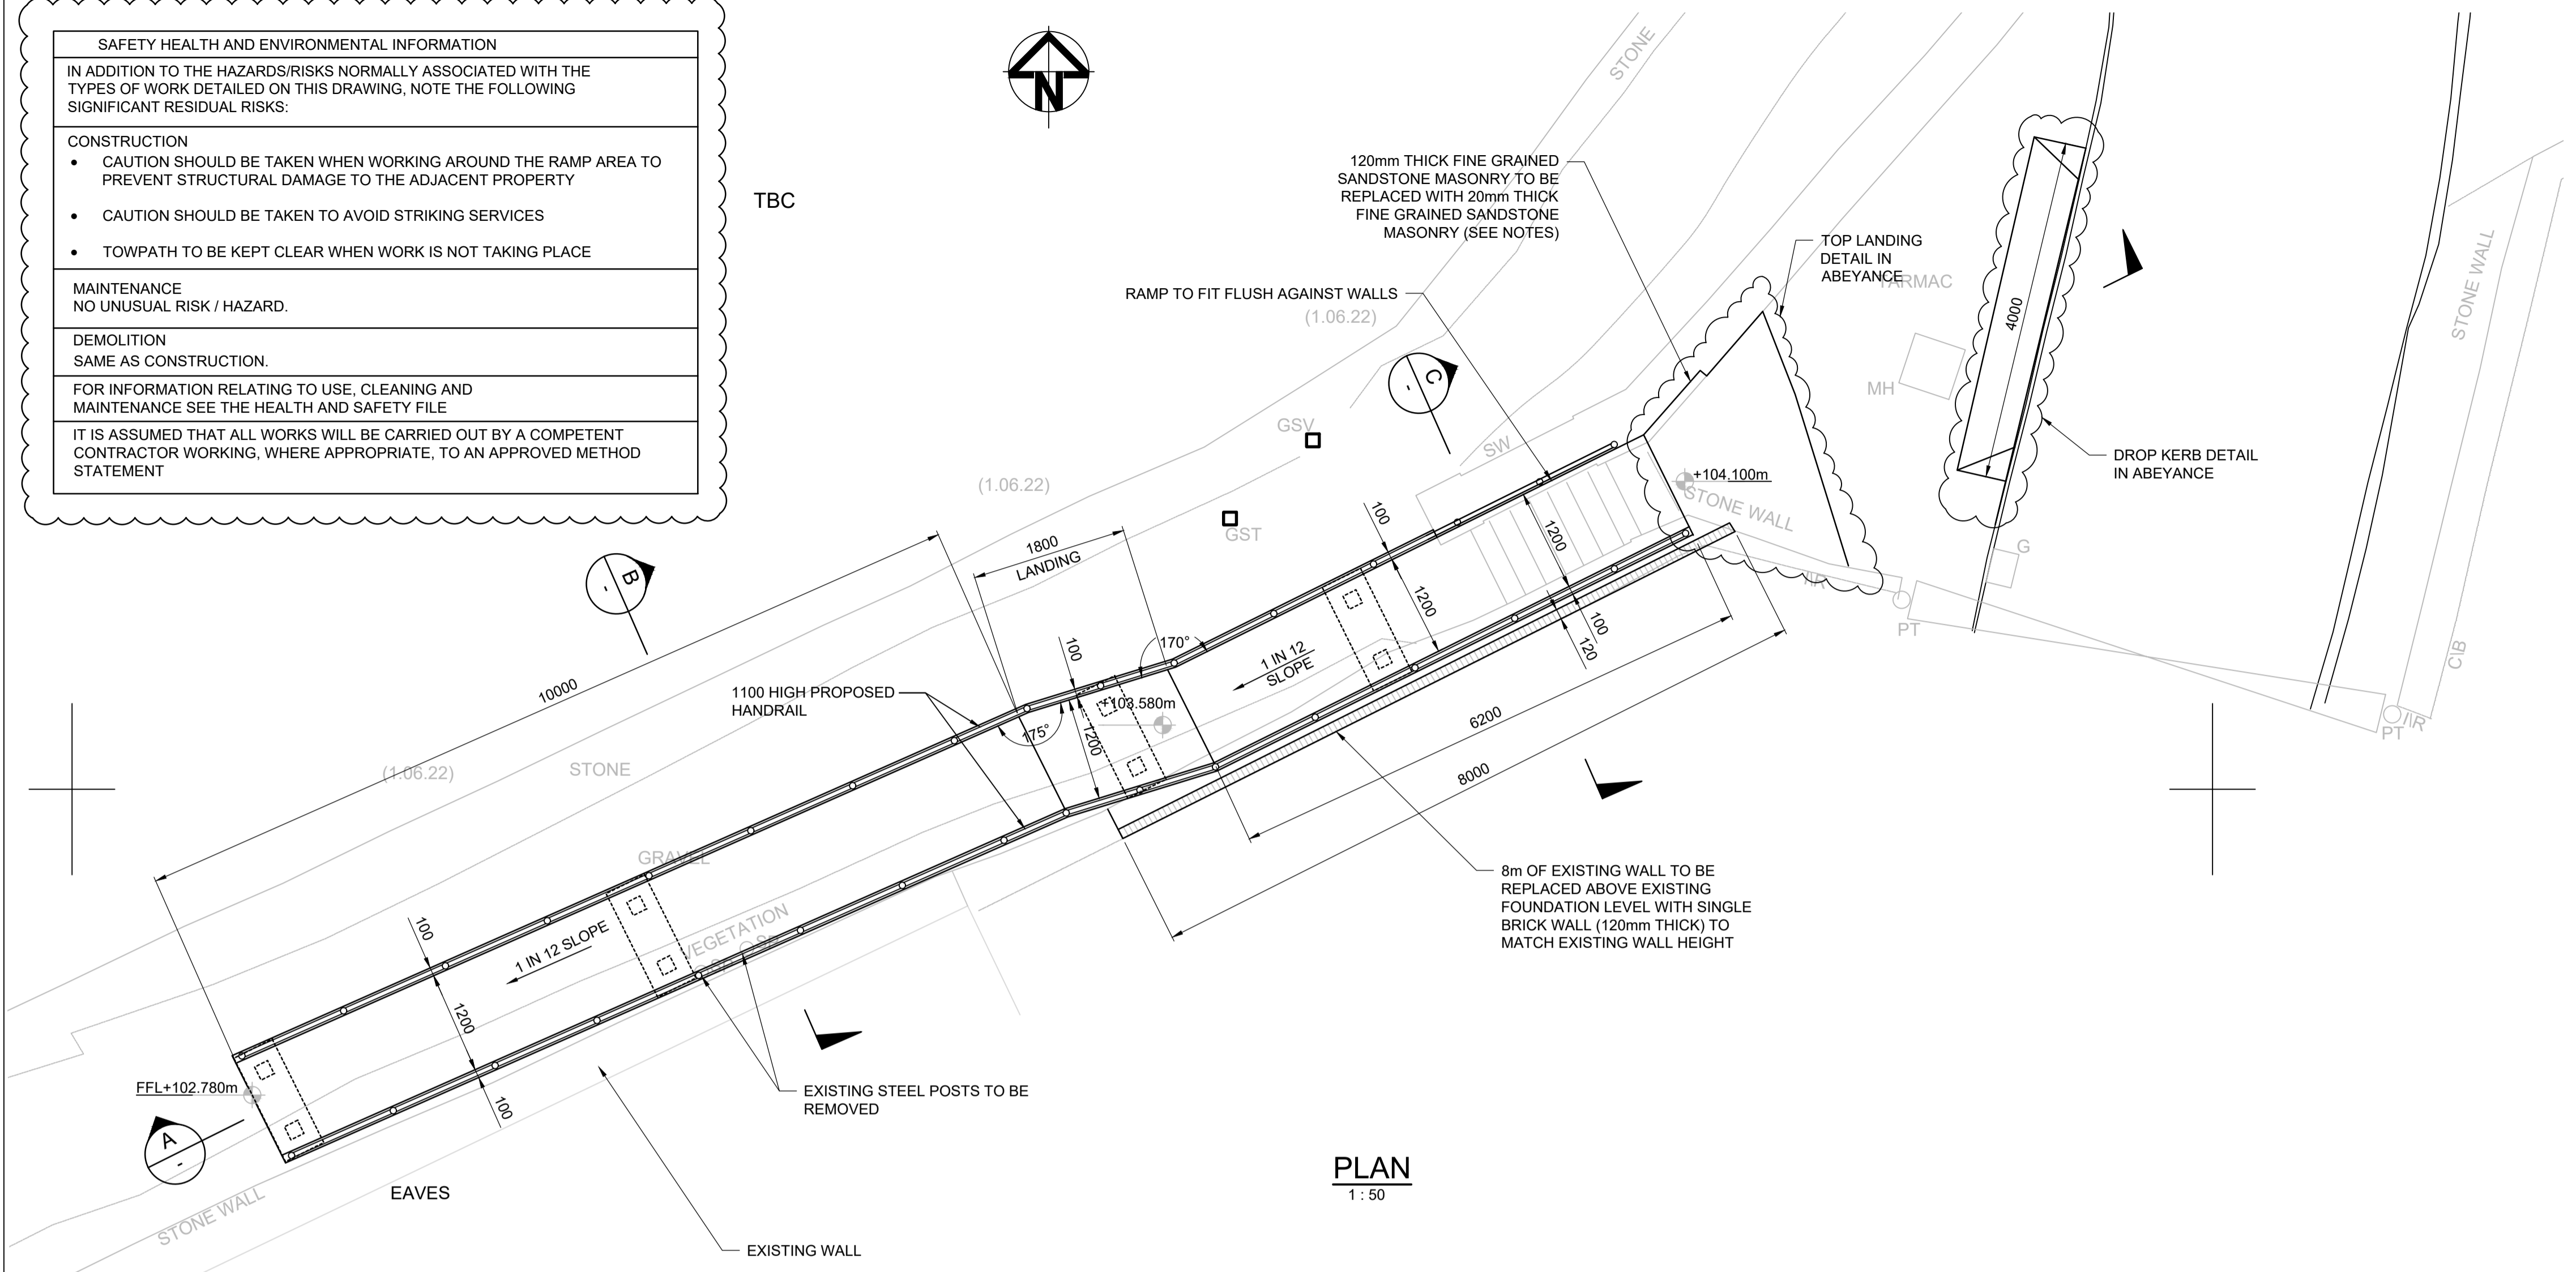 SAFETY HEALTH AND ENVIRONMENTAL INFORMATION
IN ADDITION TO THE HAZARDS/RISKS NORMALLY ASSOCIATED WITH THE
TYPES OF WORK DETAILED ON THIS DRAWING, NOTE THE FOLLOWING
SIGNIFICANT RESIDUAL RISKS:
CONSTRUCTION
• CAUTION SHOULD BE TAKEN WHEN WORKING AROUND THE RAMP AREA TO
PREVENT STRUCTURAL DAMAGE TO THE ADJACENT PROPERTY
• CAUTION SHOULD BE TAKEN TO AVOID STRIKING SERVICES
• TOWPATH TO BE KEPT CLEAR WHEN WORK IS NOT TAKING PLACE
MAINTENANCE
NO UNUSUAL RISK / HAZARD.
DEMOLITION
SAME AS CONSTRUCTION.
FOR INFORMATION RELATING TO USE, CLEANING AND
MAINTENANCE SEE THE HEALTH AND SAFETY FILE
IT IS ASSUMED THAT ALL WORKS WILL BE CARRIED OUT BY A COMPETENT
CONTRACTOR WORKING, WHERE APPROPRIATE, TO AN APPROVED METHOD
STATEMENT
TBC
N
STONE
120mm THICK FINE GRAINED
SANDSTONE MASONRY TO BE
REPLACED WITH 20mm THICK
FINE GRAINED SANDSTONE
MASONRY (SEE NOTES)
TOP LANDING
DETAIL IN
ABEYANCE
TARMAC
RAMP TO FIT FLUSH AGAINST WALLS
(1.06.22)
4000
STONE WALL
MH
C
-
GSV
SW
DROP KERB DETAIL
IN ABEYANCE
+104.100m
STONE WALL
(1.06.22)
GST
1800
LANDING
100
1200
B
-
G
I\R
PT
1200
100
120
100
170°
1 IN 12
SLOPE
C\B
10000
1100 HIGH PROPOSED
HANDRAIL
+103.580m
175°
1200
6200
I\R
PT
8000
(1.06.22)
STONE
GRAVEL
8m OF EXISTING WALL TO BE
REPLACED ABOVE EXISTING
FOUNDATION LEVEL WITH SINGLE
BRICK WALL (120mm THICK) TO
MATCH EXISTING WALL HEIGHT
100
1 IN 12 SLOPE
VEGETATION
SP
SP
1200
FFL+102.780m
100
EXISTING STEEL POSTS TO BE
REMOVED
A
-
EAVES
STONE WALL
EXISTING WALL
PLAN
1 : 50